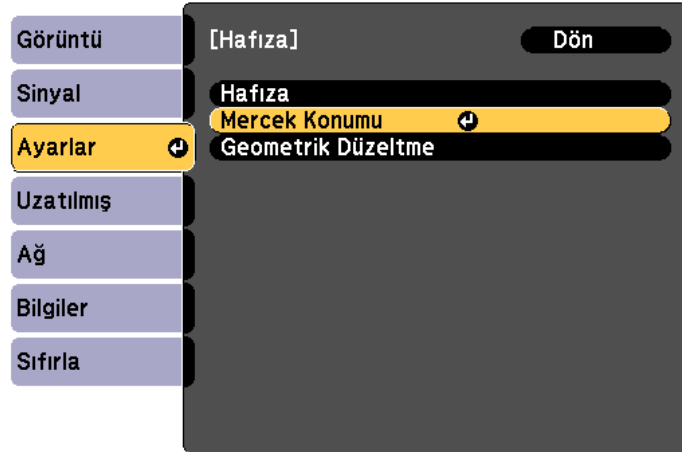 Görüntü
Sinyal
Ayarlar
Uzatılmış
Ağ
Bilgiler
Sıfırla
[Hafıza]
Dön
Hafıza
Mercek Konumu
Geometrik Düzeltme